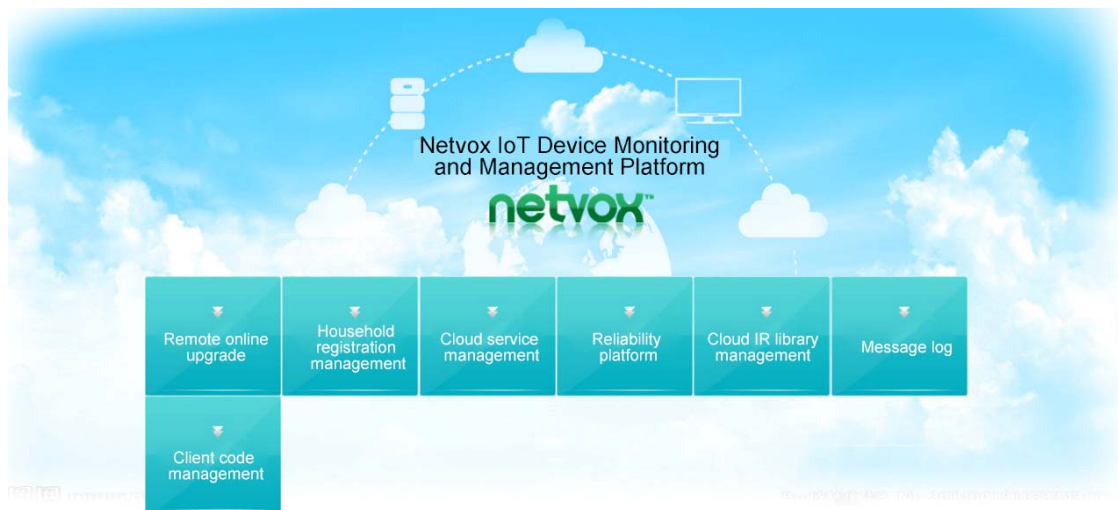 Netvox IoT Device Monitoring
and Management Platform
netvox™
Remote online
upgrade
Household
registration
management
Cloud service
management
Reliability
platform
Cloud IR library
management
Message log
Client code
management